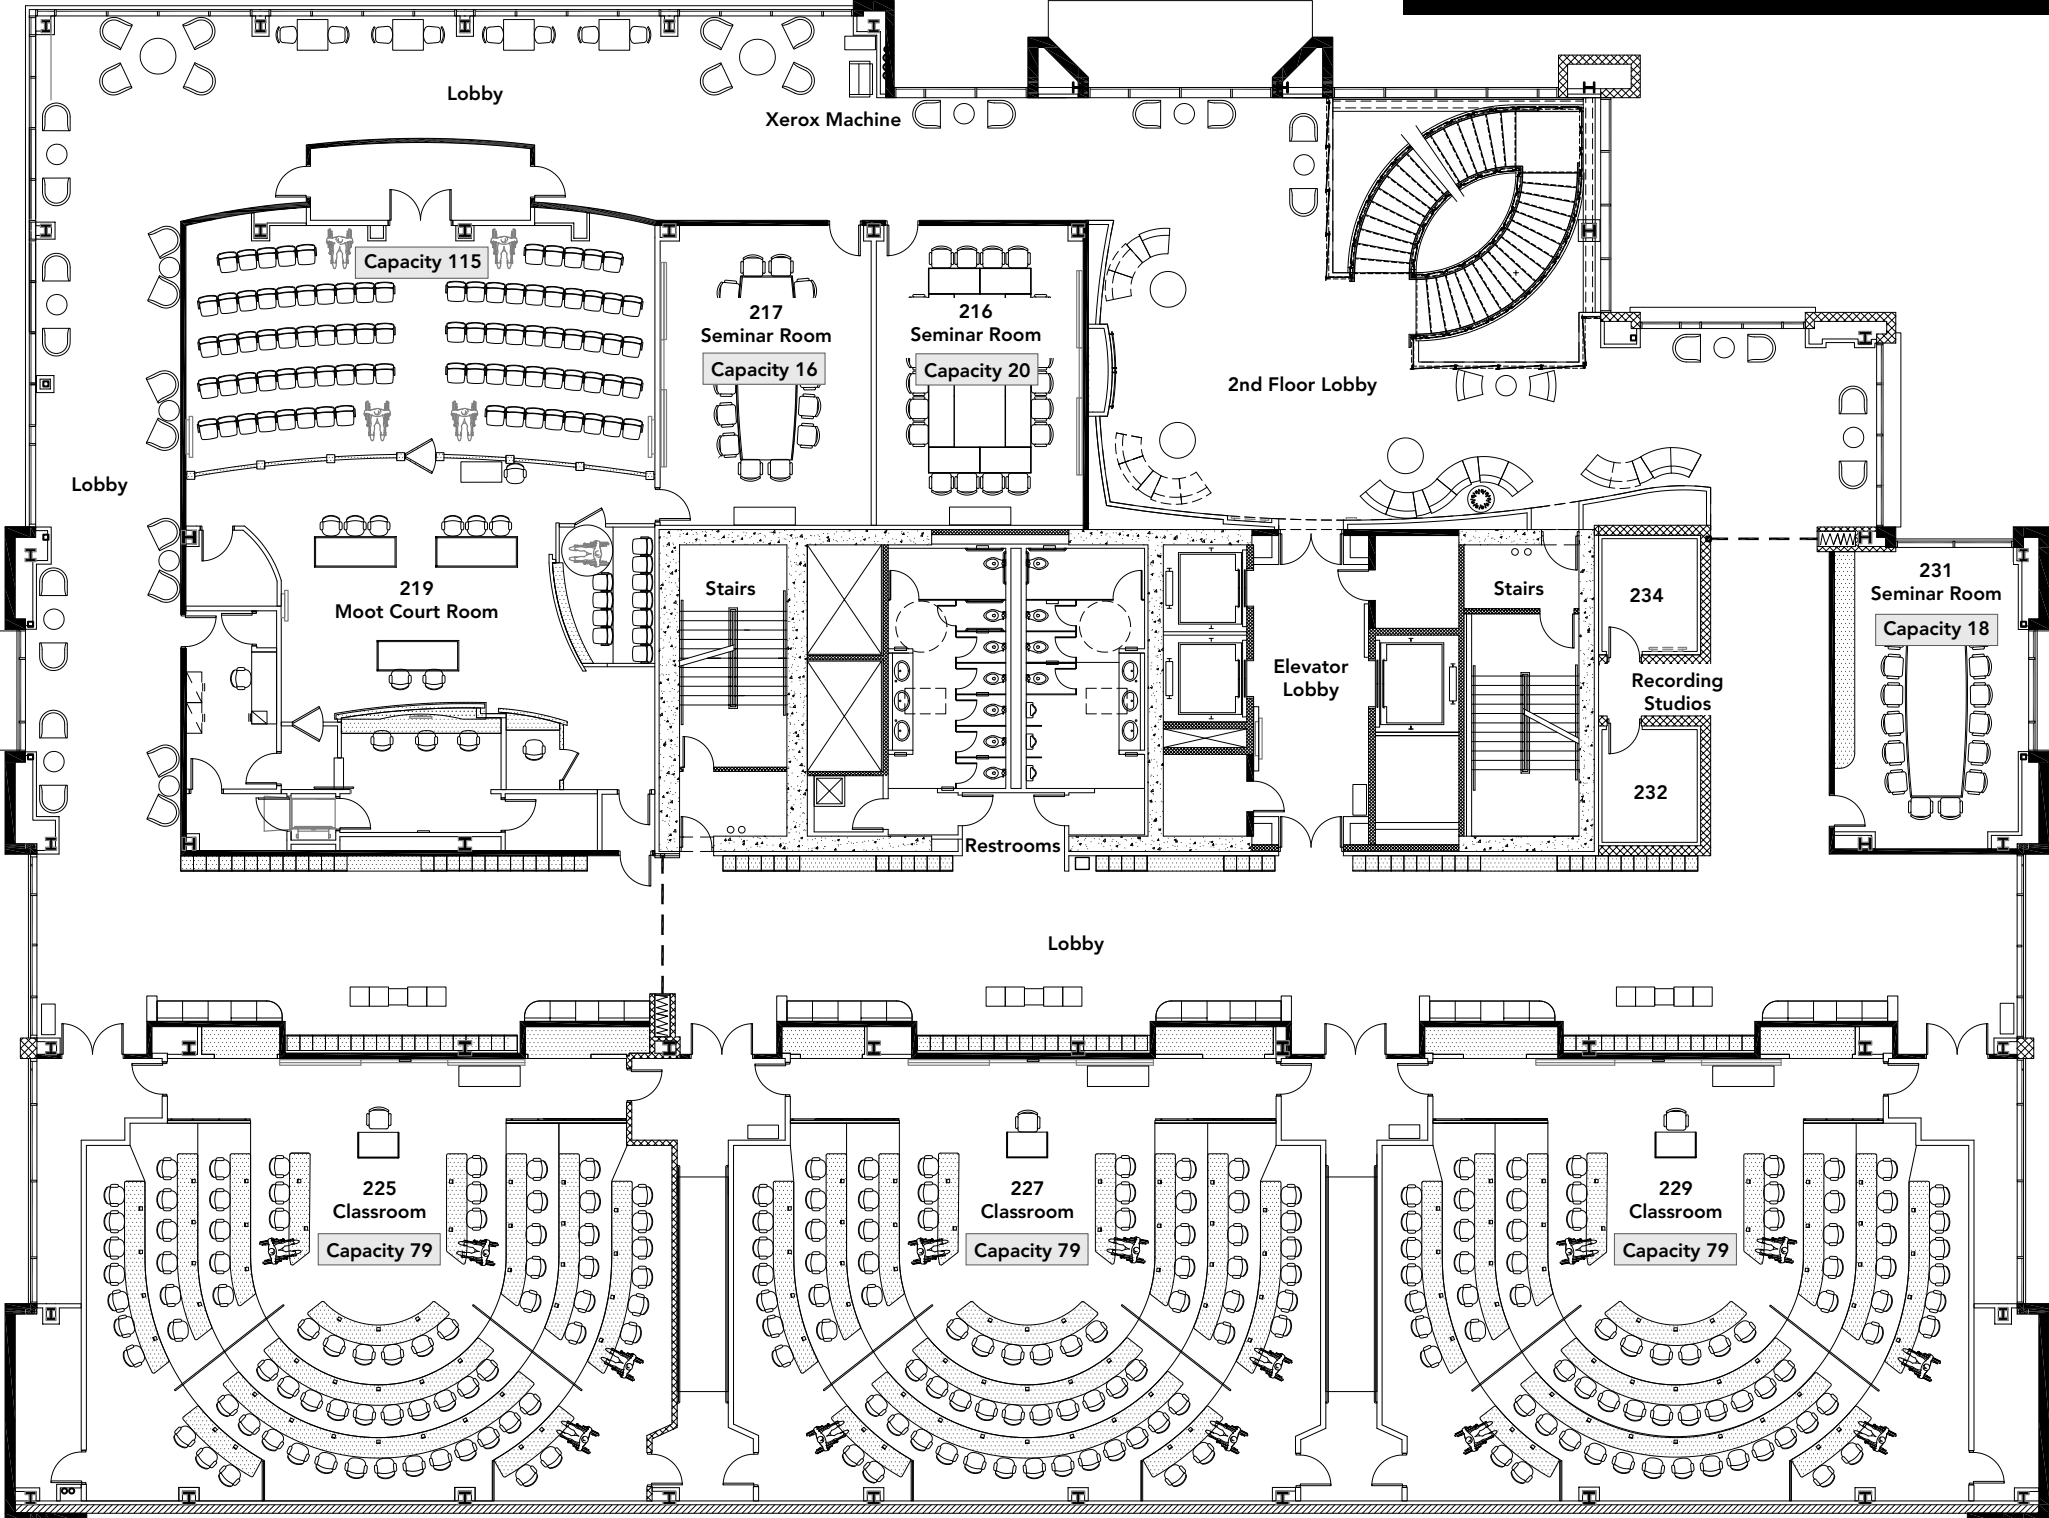 Lobby
Xerox Machine
Capacity 115
217
Seminar Room
Capacity 16
216
Seminar Room
Capacity 20
2nd Floor Lobby
Lobby
219
Moot Court Room
Stairs
Elevator
Lobby
Stairs
234
Recording
Studios
232
231
Seminar Room
Capacity 18
Restrooms
Lobby
225
Classroom
Capacity 79
227
Classroom
Capacity 79
229
Classroom
Capacity 79